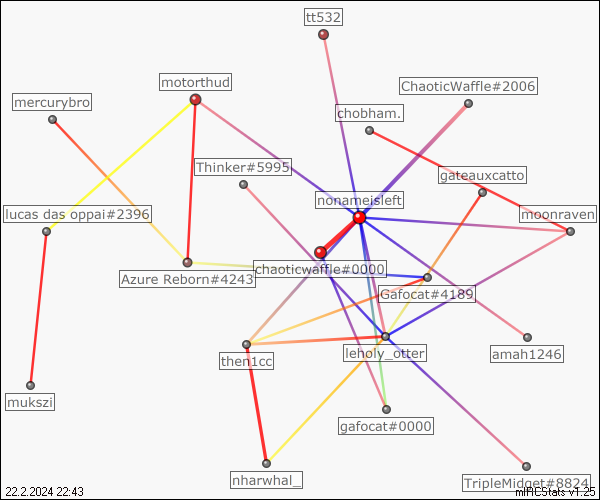 tt532
motorthud
ChaoticWaffle#2006
mercurybro
chobham.
Thinker#5995
gateauxcatto
nonameisleft
lucas das oppai#2396
moonraven
chaoticwaffle#0000
Azure Reborn#4243
Gafocat#4189
then1cc
leholy_otter
amah1246
mukszi
gafocat#0000
nharwhal_
TripleMidget#8824
22.2.2024 22:43
mIRCStats v1.25